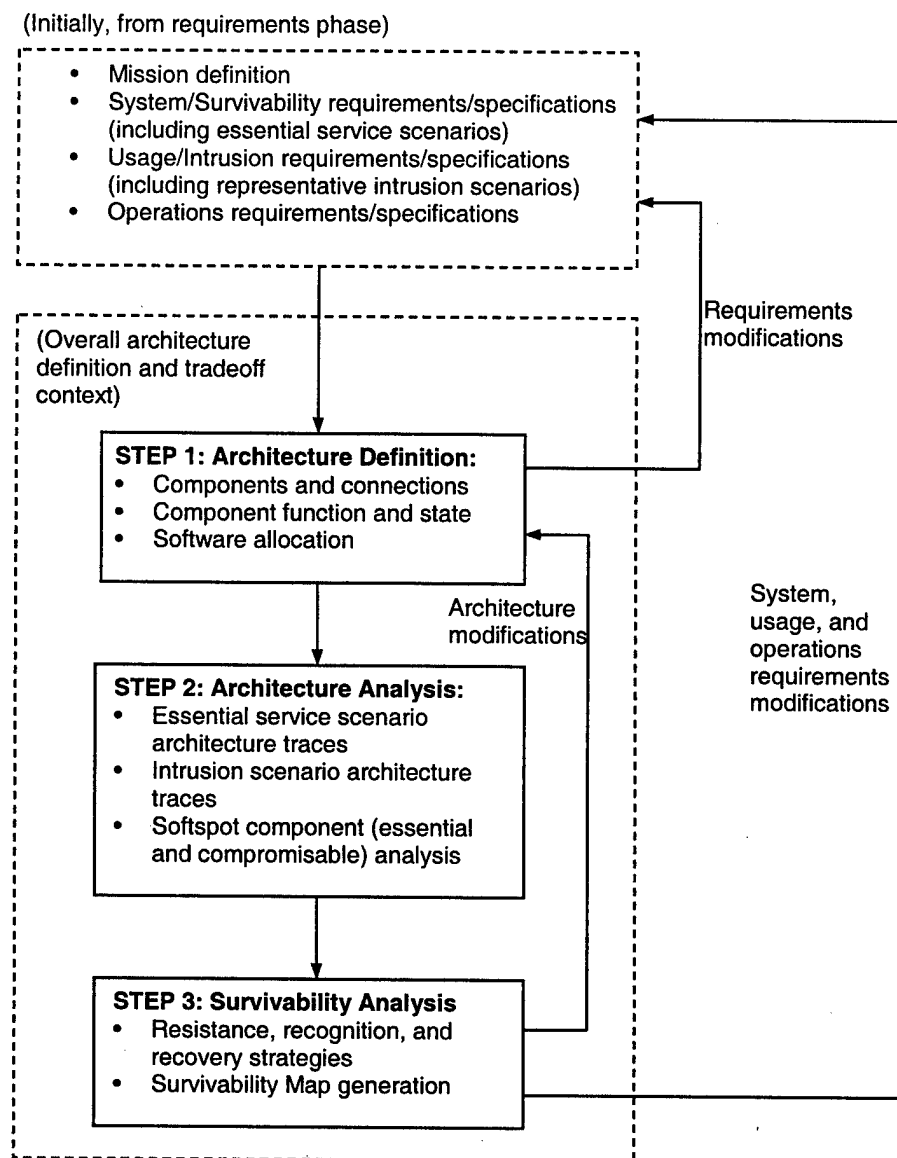 (Initially, from requirements phase)
• Mission definition
• System/Survivability requirements/specifications
(including essential service scenarios)
• Usage/Intrusion requirements/specifications
(including representative intrusion scenarios)
• Operations requirements/specifications
Requirements
modifications
(Overall architecture
definition and tradeoff
context)
STEP 1: Architecture Definition:
• Components and connections
• Component function and state
• Software allocation
Architecture
modifications
System,
usage, and
operations
requirements
modifications
STEP 2: Architecture Analysis:
• Essential service scenario
architecture traces
• Intrusion scenario architecture
traces
• Softspot component (essential
and compromisable) analysis
STEP 3: Survivability Analysis
• Resistance, recognition, and
recovery strategies
• Survivability Map generation